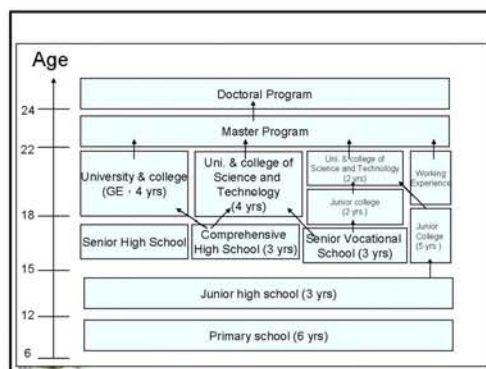 Age
24
22
18
15
12
6
Doctoral Program
Master Program
University & college
(GE, 4 yrs)
Uni. & college of
Science and
Technology
(4 yrs)
Uni. & college of
Science and Technology
(2 yrs)
Working
Experience
Junior college
(2 yrs.)
Senior High School
Comprehensive
High School (3 yrs)
Senior Vocational
School (3 yrs)
Junior
College
(5 yrs.)
Junior high school (3 yrs)
Primary school (6 yrs)